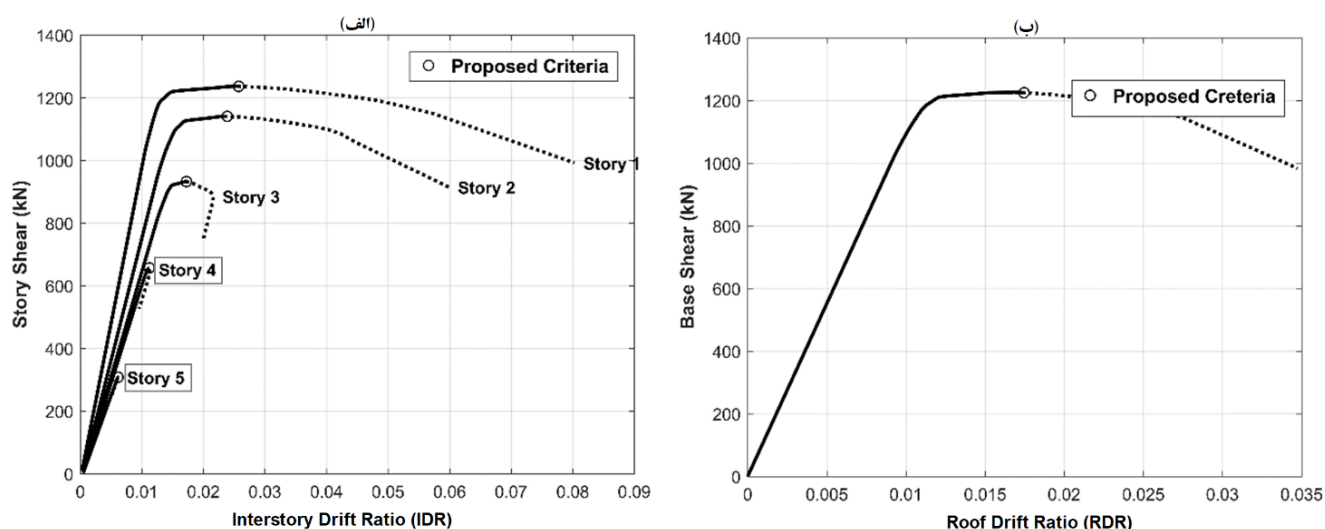 (الف)
1400
1200
1000
800
600
400
200
0
Story Shear (kN)
Proposed Criteria
Story 1
Story 2
Story 3
Story 4
Story 5
0 0.01 0.02 0.03 0.04 0.05 0.06 0.07 0.08 0.09
Interstory Drift Ratio (IDR)
(ب)
1400
1200
1000
800
600
400
200
0
Base Shear (kN)
Proposed Creteria
0 0.005 0.01 0.015 0.02 0.025 0.03 0.035
Roof Drift Ratio (RDR)